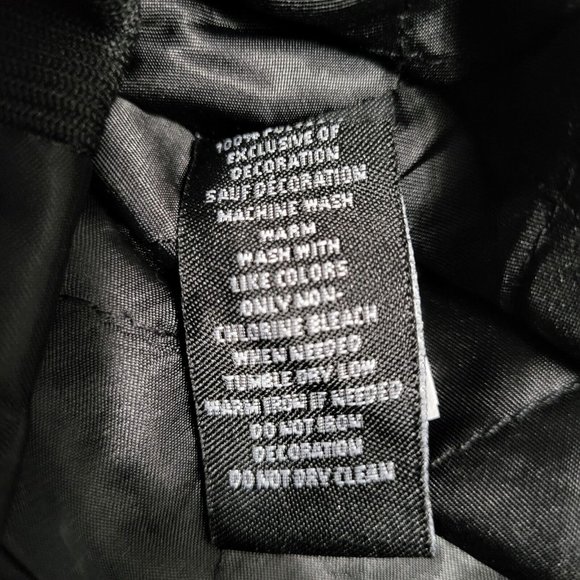 100%
EXCLUSIVE OF
DECORATION
SAUF DECORATION
MACHINE WASH
WARM
WASH WITH
LIKE COLORS
ONLY NON-
CHLORINE BLEACH
WHEN NEEDED
TUMBLE DRY LOW
WARM IRON IF NEEDED
DO NOT IRON
DECORATION
DO NOT DRY CLEAN